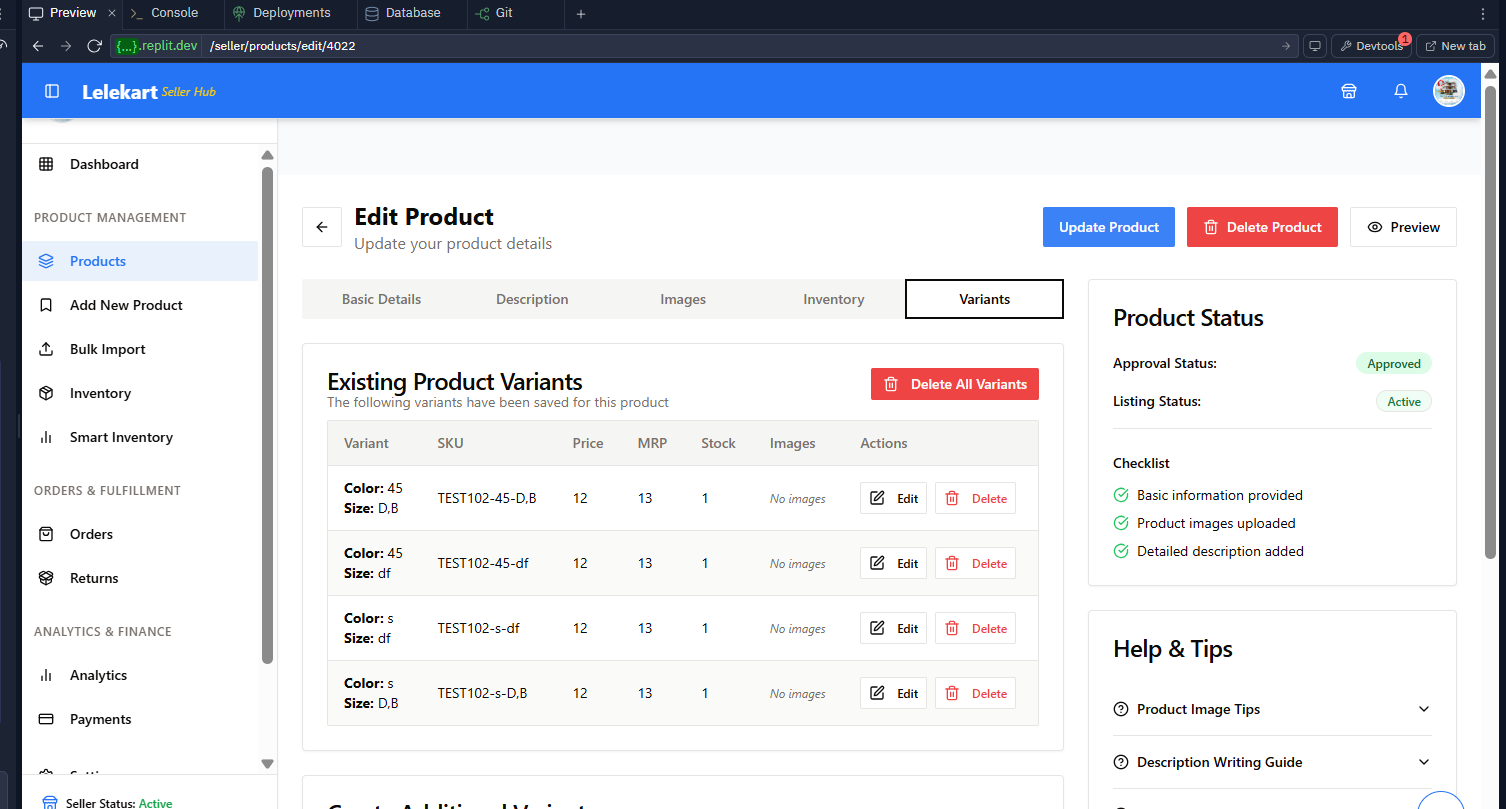 Preview
Console
Deployments
Database
Git
{...}.replit.dev
/seller/products/edit/4022
Devtools
1
New tab
Lelekart Seller Hub
Dashboard
PRODUCT MANAGEMENT
Products
Add New Product
Bulk Import
Inventory
Smart Inventory
ORDERS & FULFILLMENT
Orders
Returns
ANALYTICS & FINANCE
Analytics
Payments
Seller Status: Active
Edit Product
Update your product details
Update Product
Delete Product
Preview
Basic Details
Description
Images
Inventory
Variants
Existing Product Variants
The following variants have been saved for this product
Delete All Variants
Variant SKU Price MRP Stock Images Actions
Color: 45
Size: D,B
TEST102-45-D,B 12 13 1 No images Edit Delete
Color: 45
Size: df
TEST102-45-df 12 13 1 No images Edit Delete
Color: s
Size: df
TEST102-s-df 12 13 1 No images Edit Delete
Color: s
Size: D,B
TEST102-s-D,B 12 13 1 No images Edit Delete
Product Status
Approval Status: Approved
Listing Status: Active
Checklist
Basic information provided
Product images uploaded
Detailed description added
Help & Tips
Product Image Tips
Description Writing Guide